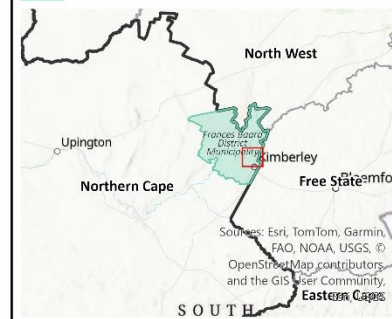 North West
Frances Baard
District
Municipality
Upington
Kimberley
Northern Cape
Free State
Sources: Esri, TomTom, Garmin,
FAO, NOAA, USGS, ©
OpenStreetMap contributors,
and the GIS User Community,
Eastern Cape
SOUTH